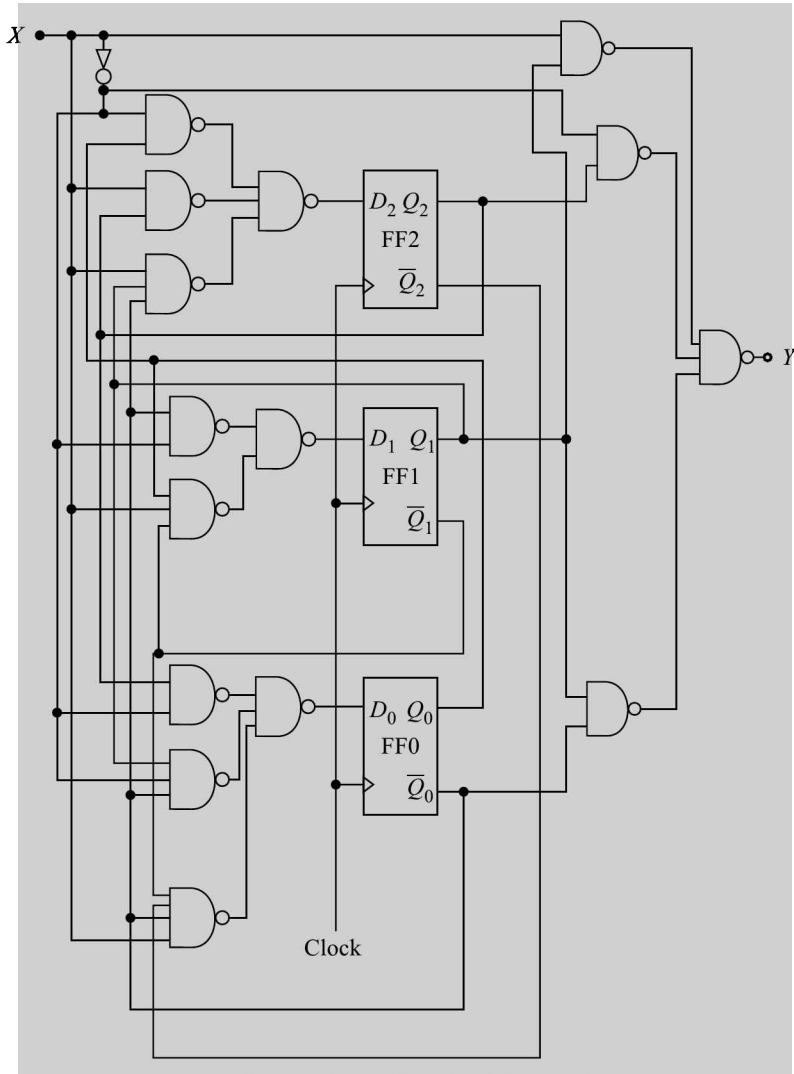 X
D₂ Q₂
FF2
Q̅₂
Y
D₁ Q₁
FF1
Q̅₁
D₀ Q₀
FF0
Q̅₀
Clock